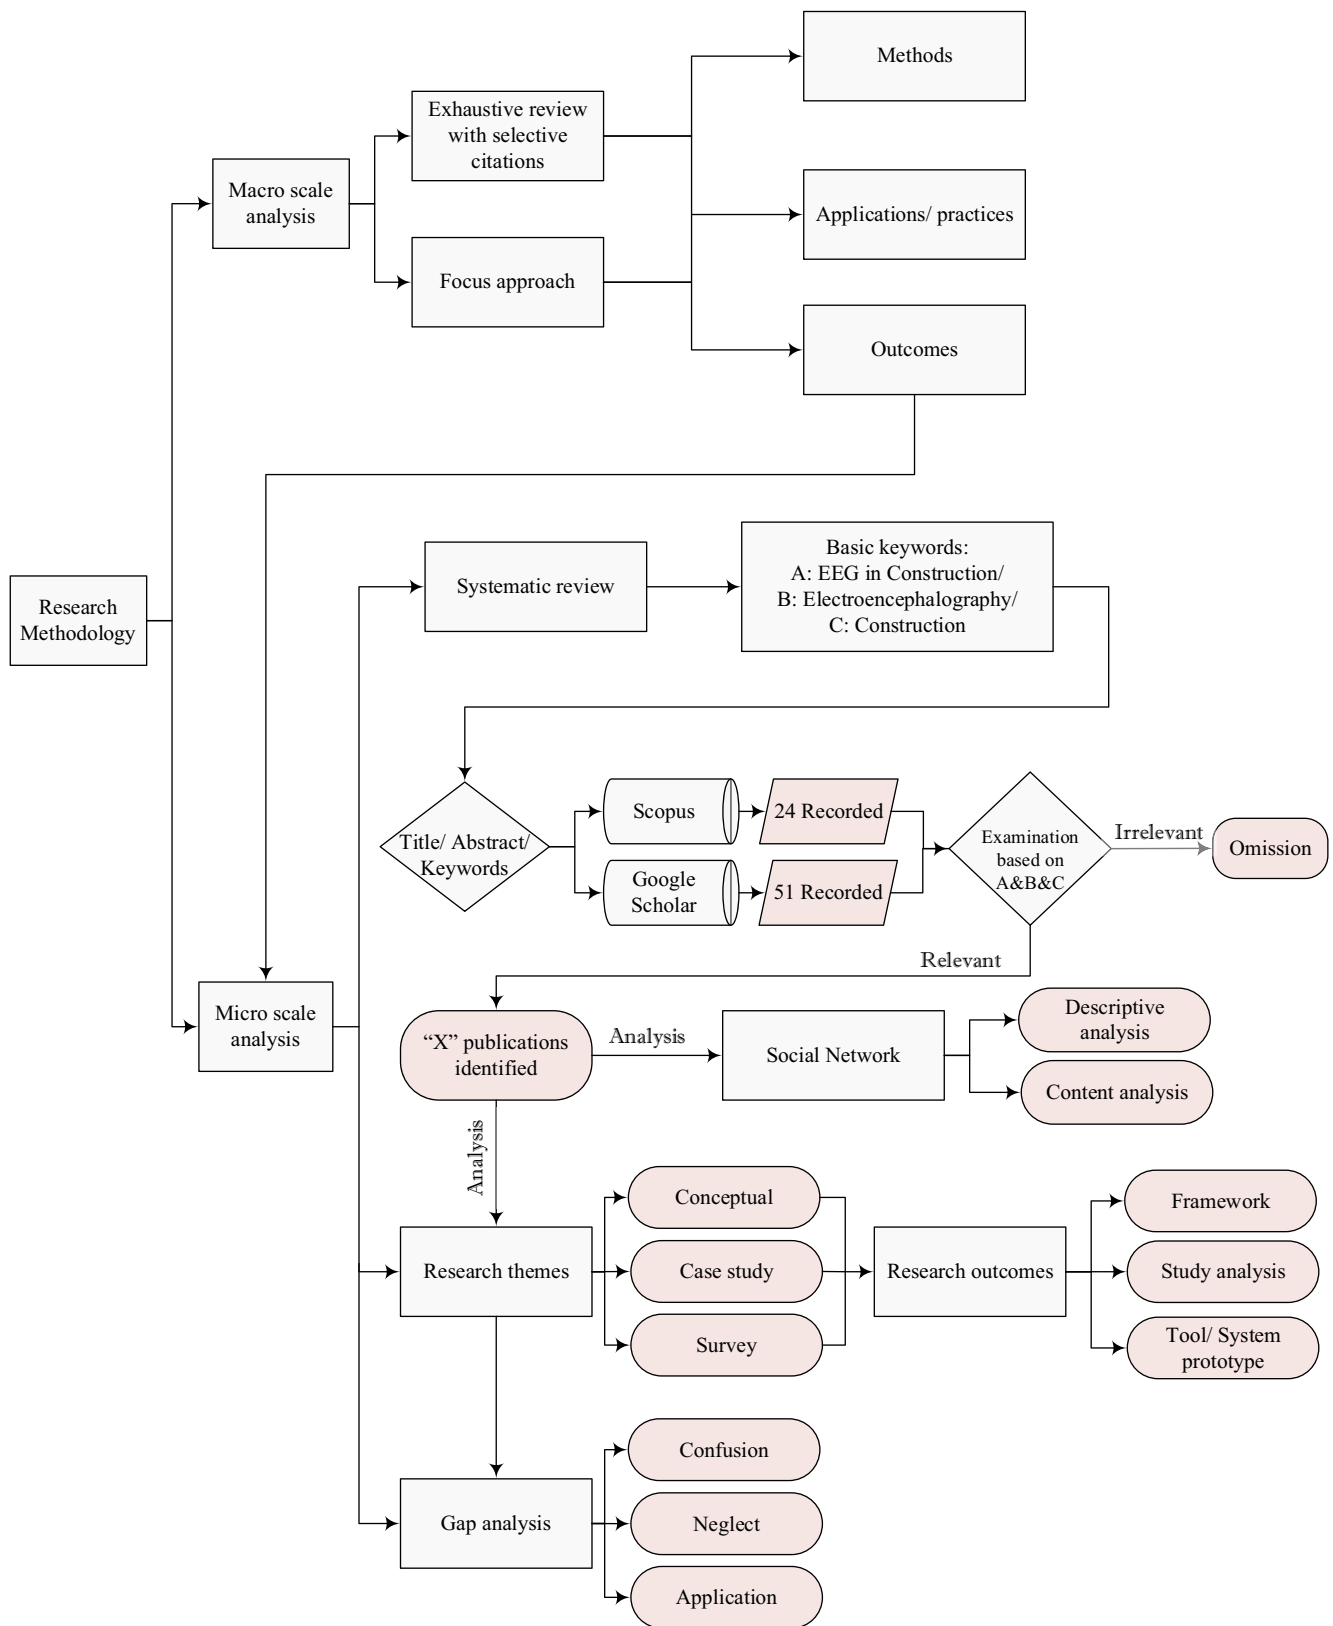 Methods
Exhaustive review
with selective
citations
Macro scale
analysis
Applications/ practices
Focus approach
Outcomes
Research
Methodology
Systematic review
Basic keywords:
A: EEG in Construction/
B: Electroencephalography/
C: Construction
Title/ Abstract/
Keywords
Scopus
24 Recorded
Google
Scholar
51 Recorded
Examination
based on
A&B&C
Irrelevant
Omission
Relevant
Micro scale
analysis
“X” publications
identified
Analysis
Social Network
Descriptive
analysis
Content analysis
Analysis
Research themes
Conceptual
Case study
Survey
Research outcomes
Framework
Study analysis
Tool/ System
prototype
Gap analysis
Confusion
Neglect
Application